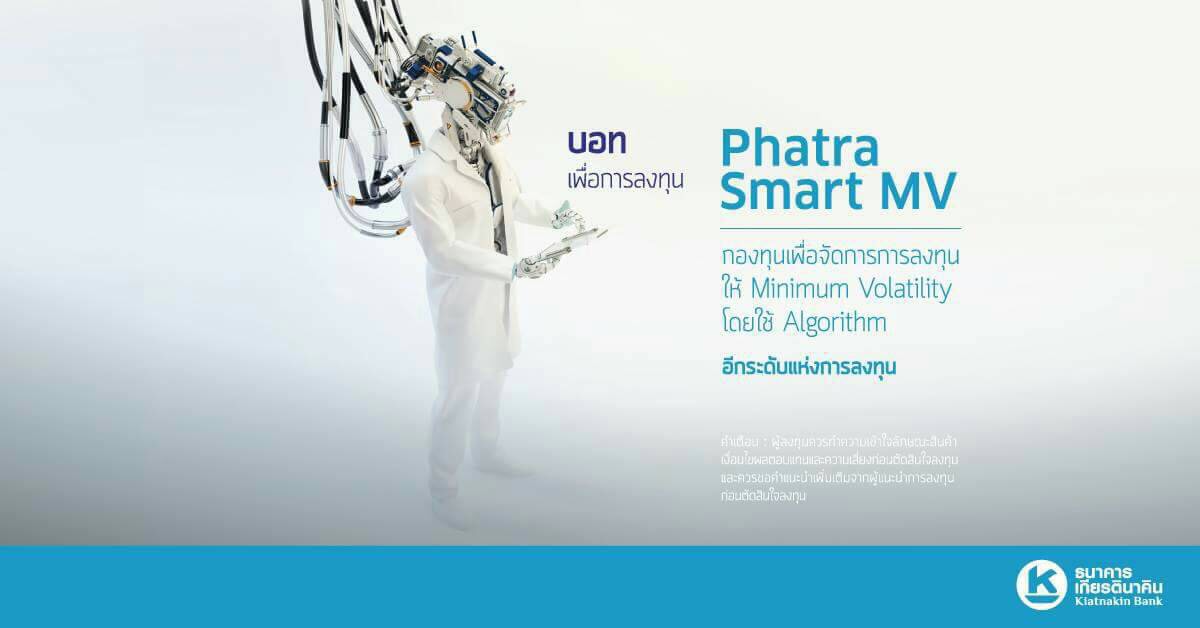 บอท
เพื่อการลงทุน
Phatra
Smart MV
กองทุนเพื่อจัดการการลงทุน
ให้ Minimum Volatility
โดยใช้ Algorithm
อีกระดับแห่งการลงทุน
คำเตือน : ผู้ลงทุนควรทำความเข้าใจลักษณะสินค้า
เงื่อนไขผลตอบแทนและความเสี่ยงก่อนตัดสินใจลงทุน
และควรขอคำแนะนำเพิ่มเติมจากผู้แนะนำการลงทุน
ก่อนตัดสินใจลงทุน
ธนาคาร
เกียรตินาคิน
Kiatnakin Bank